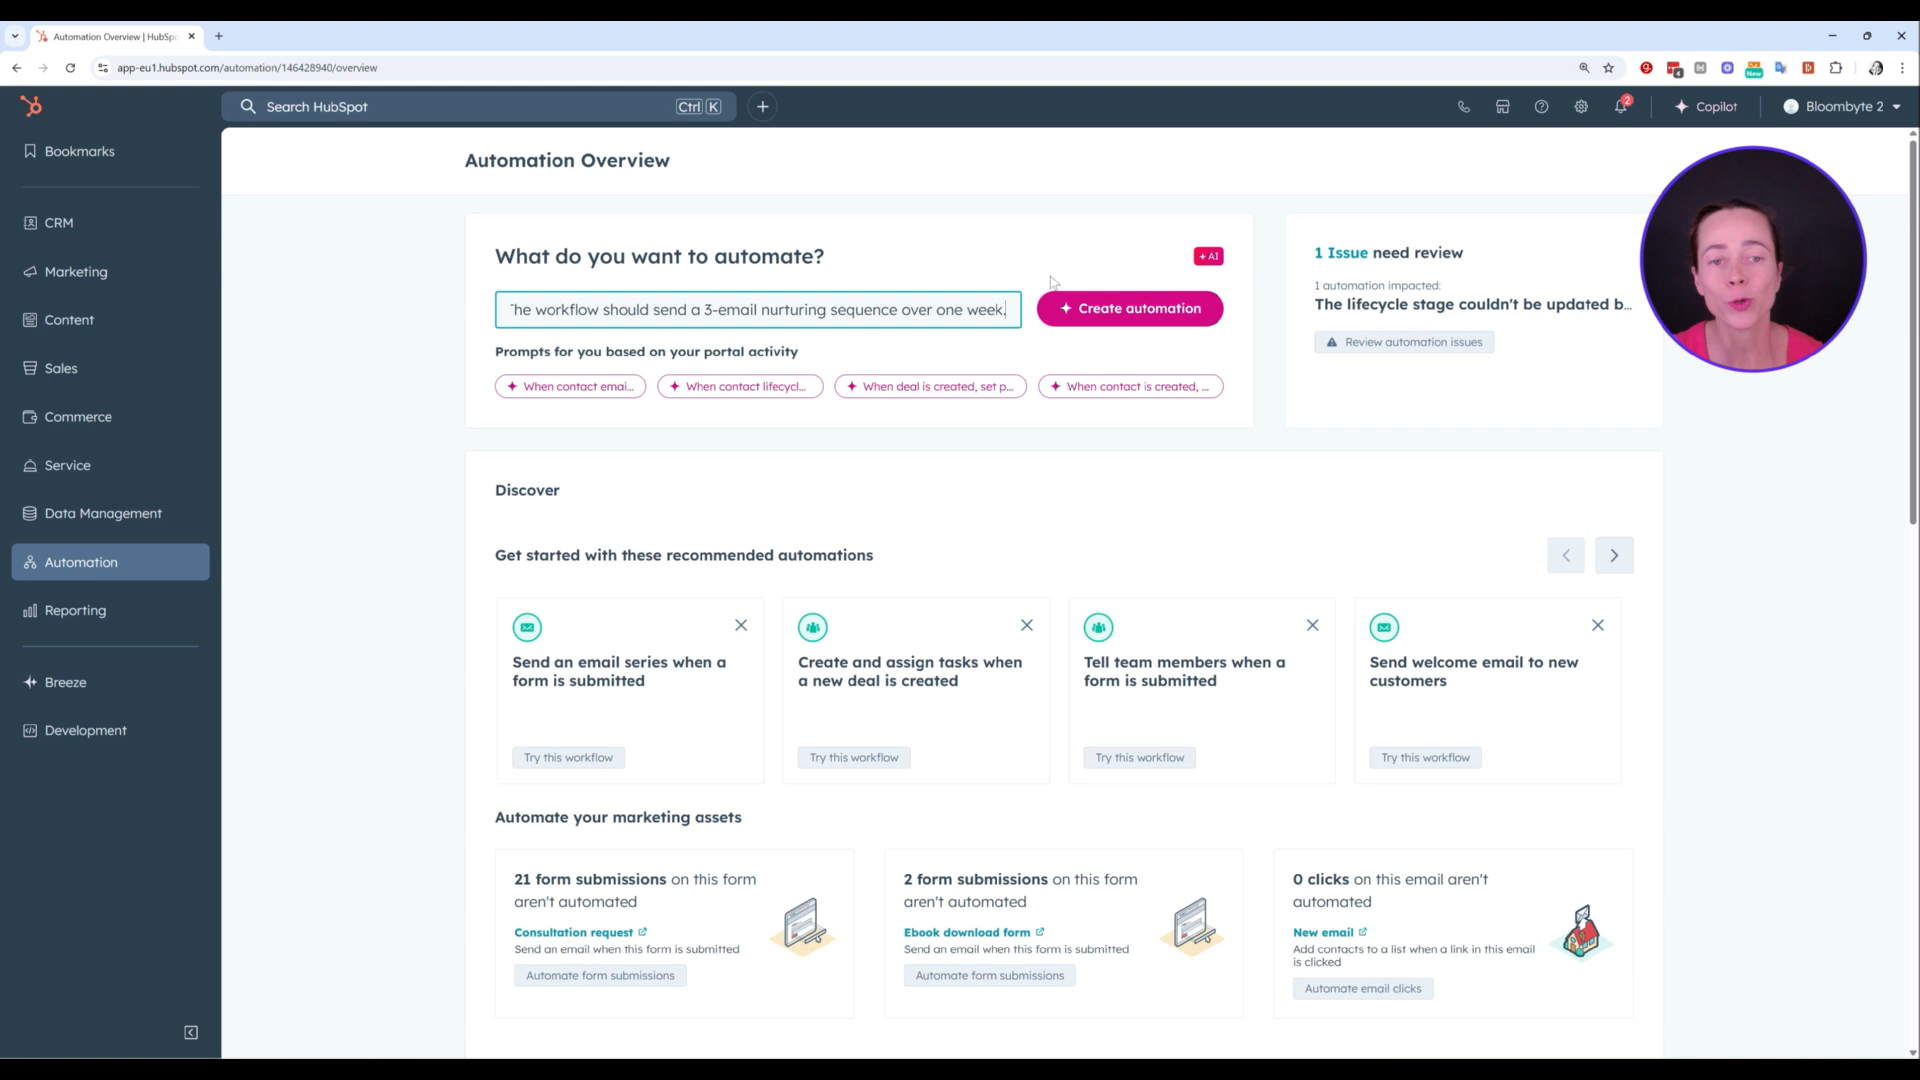 Automation Overview | HubSp
app-eu1.hubspot.com/automation/146428940/overview
4
New
Search HubSpot
Ctrl K
2
Copilot
Bloombyte 2
Bookmarks
CRM
Marketing
Content
Sales
Commerce
Service
Data Management
Automation
Reporting
Breeze
Development
Automation Overview
What do you want to automate?
AI
The workflow should send a 3-email nurturing sequence over one week.
Create automation
Prompts for you based on your portal activity
When contact emai...
When contact lifecycl...
When deal is created, set p...
When contact is created, ...
1 Issue need review
1 automation impacted:
The lifecycle stage couldn't be updated b...
Review automation issues
Discover
Get started with these recommended automations
Send an email series when a
form is submitted
Try this workflow
Create and assign tasks when
a new deal is created
Try this workflow
Tell team members when a
form is submitted
Try this workflow
Send welcome email to new
customers
Try this workflow
Automate your marketing assets
21 form submissions on this form
aren't automated
Consultation request
Send an email when this form is submitted
Automate form submissions
2 form submissions on this form
aren't automated
Ebook download form
Send an email when this form is submitted
Automate form submissions
0 clicks on this email aren't
automated
New email
Add contacts to a list when a link in this email
is clicked
Automate email clicks